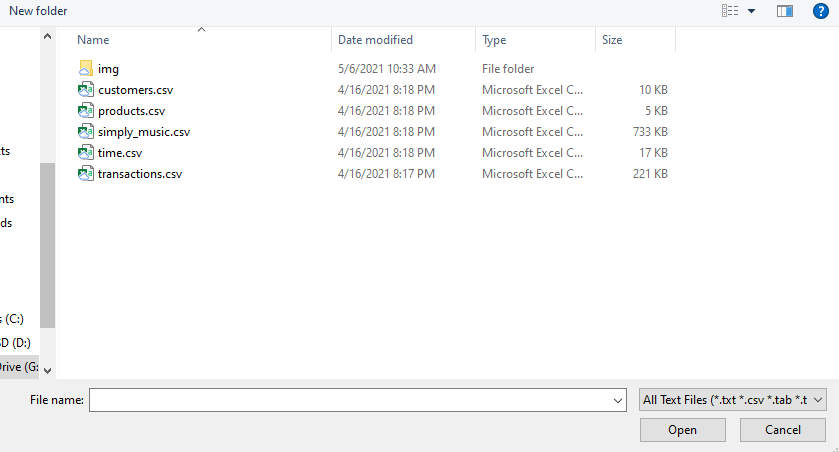 New folder
Name Date modified Type Size
img 5/6/2021 10:33 AM File folder
customers.csv 4/16/2021 8:18 PM Microsoft Excel C... 10 KB
products.csv 4/16/2021 8:18 PM Microsoft Excel C... 5 KB
simply_music.csv 4/16/2021 8:18 PM Microsoft Excel C... 733 KB
cts time.csv 4/16/2021 8:18 PM Microsoft Excel C... 17 KB
transactions.csv 4/16/2021 8:17 PM Microsoft Excel C... 221 KB
nts
ds
s (C:)
SD (D:)
Drive (G:
File name: All Text Files (*.txt *.csv *.tab *.t
Open Cancel